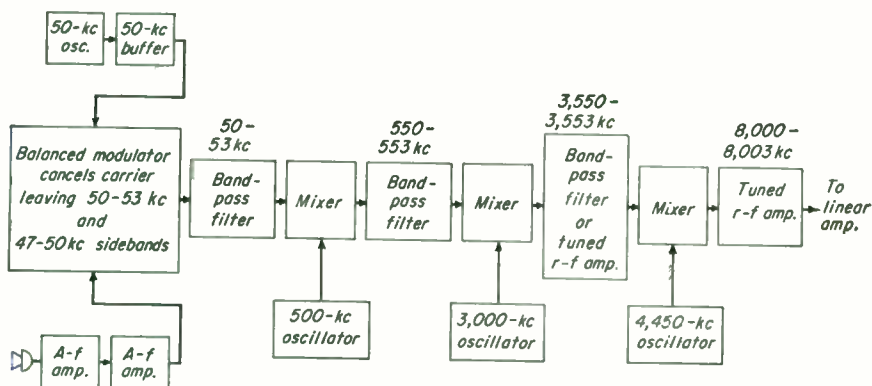 50-kc
osc.
50-kc
buffer
Balanced modulator
cancels carrier
leaving 50-53 kc
and
47-50 kc sidebands
A-f
amp.
A-f
amp.
50-
53 kc
Band-
pass
filter
Mixer
500-kc
oscillator
550-
553 kc
Band-
pass
filter
Mixer
3,000-kc
oscillator
3,550-
3,553 kc
Band-
pass
filter
or
tuned
r-f amp.
Mixer
4,450-kc
oscillator
8,000-
8,003 kc
Tuned
r-f amp.
To
linear
amp.